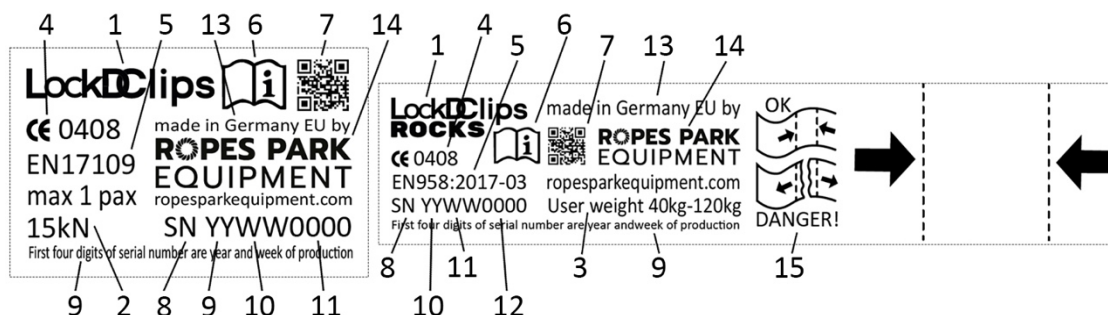 4 1 5 13 6 7 14
LockDClips
CE 0408
EN17109
max 1 pax
15kN
made in Germany EU by
ROPES PARK
EQUIPMENT
ropesparkequipment.com
SN YYWW0000
First four digits of serial number are year and week of production
9 2 8 9 10 11
1 4 5 6 7 13 14
LockDClips
ROCKS
CE 0408
EN958:2017-03
SN YYWW0000
made in Germany EU by
ROPES PARK
EQUIPMENT
ropesparkequipment.com
User weight 40kg-120kg
First four digits of serial number are year andweek of production
8 10 11 12 3 9
OK
DANGER!
15